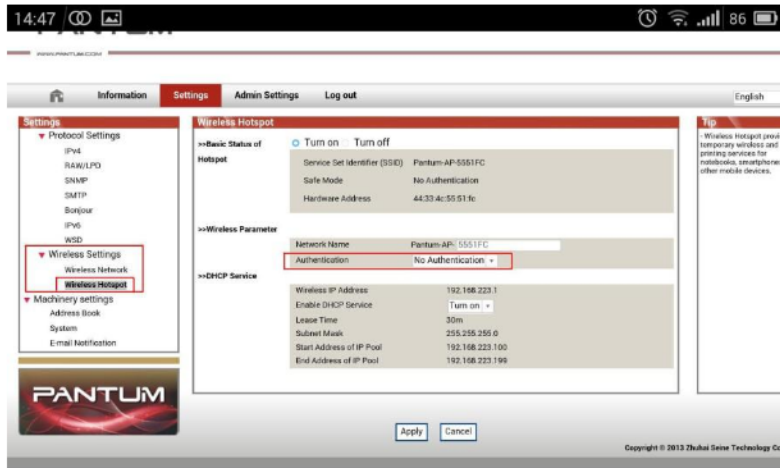 14:47 86
WWW.PANTUM.COM
Information Settings Admin Settings Log out English
Settings
Protocol Settings
IPv4
RAW/LPD
SNMP
SMTP
Bonjour
IPv6
WSD
Wireless Settings
Wireless Network
Wireless Hotspot
Machinery settings
Address Book
System
E-mail Notification
PANTUM
Wireless Hotspot
>>Basic Status of Hotspot
Turn on Turn off
Service Set Identifier (SSID) Pantum-AP-5551FC
Safe Mode No Authentication
Hardware Address 44:33:4c:55:51:fc
>>Wireless Parameter
Network Name Pantum-AP- 5551FC
Authentication No Authentication
>>DHCP Service
Wireless IP Address 192.168.223.1
Enable DHCP Service Turn on
Lease Time 30m
Subnet Mask 255.255.255.0
Start Address of IP Pool 192.168.223.100
End Address of IP Pool 192.168.223.199
Apply Cancel
Tip
- Wireless Hotspot provi
temporary wireless and
printing services for
notebooks, smartphone
other mobile devices.
Copyright © 2013 Zhuhai Seine Technology Co